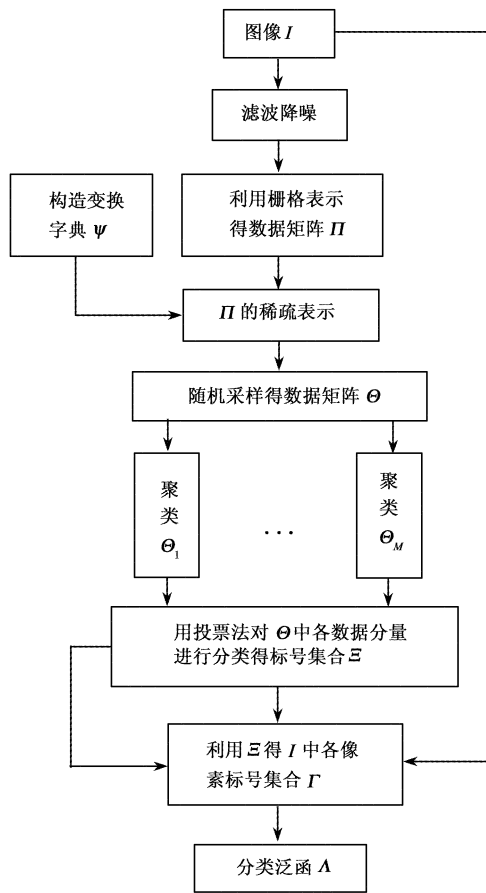 图像 I
滤波降噪
构造变换
字典 Ψ
利用栅格表示
得数据矩阵 Π
Π 的稀疏表示
随机采样得数据矩阵 Θ
聚
类
Θ₁
...
聚
类
Θ_M
用投票法对 Θ 中各数据分量
进行分类得标号集合 Ξ
利用 Ξ 得 I 中各像
素标号集合 Γ
分类泛函 Λ